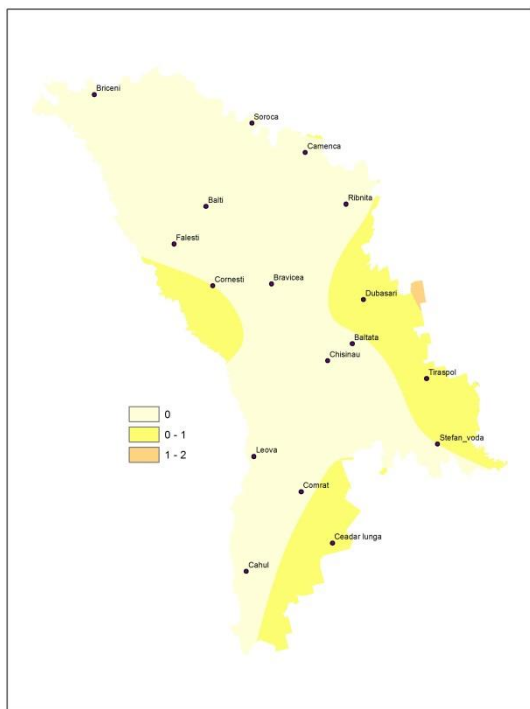 Briceni
Soroca
Camenca
Balti
Ribnita
Falesti
Cornesti
Bravicea
Dubasari
Baltata
Chisinau
Tiraspol
0
0 - 1
1 - 2
Stefan_voda
Leova
Comrat
Ceadar lunga
Cahul